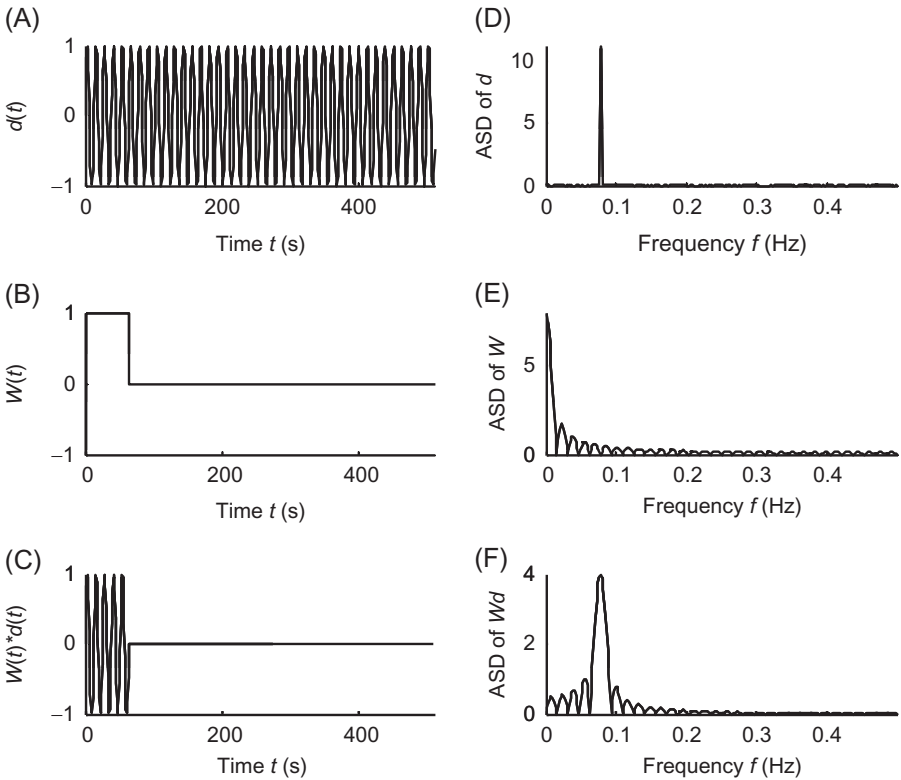 (A)
1
0
−1
d(t)
0
200
400
Time t (s)
(D)
10
5
0
ASD of d
0
0.1
0.2
0.3
0.4
Frequency f (Hz)
(B)
1
0
−1
W(t)
0
200
400
Time t (s)
(E)
5
0
ASD of W
0
0.1
0.2
0.3
0.4
Frequency f (Hz)
(C)
1
0
−1
W(t)*d(t)
0
200
400
Time t (s)
(F)
4
2
0
ASD of Wd
0
0.1
0.2
0.3
0.4
Frequency f (Hz)